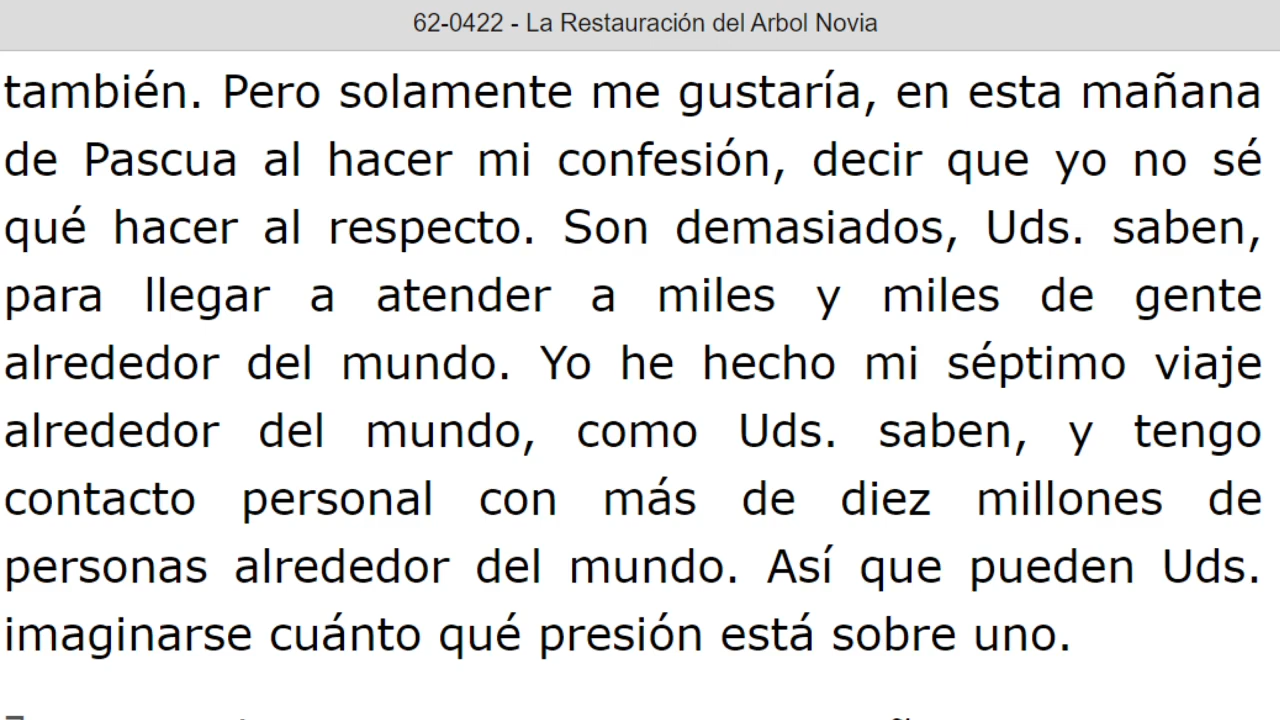 62-0422 - La Restauración del Arbol Novia
también. Pero solamente me gustaría, en esta mañana
de Pascua al hacer mi confesión, decir que yo no sé
qué hacer al respecto. Son demasiados, Uds. saben,
para llegar a atender a miles y miles de gente
alrededor del mundo. Yo he hecho mi séptimo viaje
alrededor del mundo, como Uds. saben, y tengo
contacto personal con más de diez millones de
personas alrededor del mundo. Así que pueden Uds.
imaginarse cuánto qué presión está sobre uno.